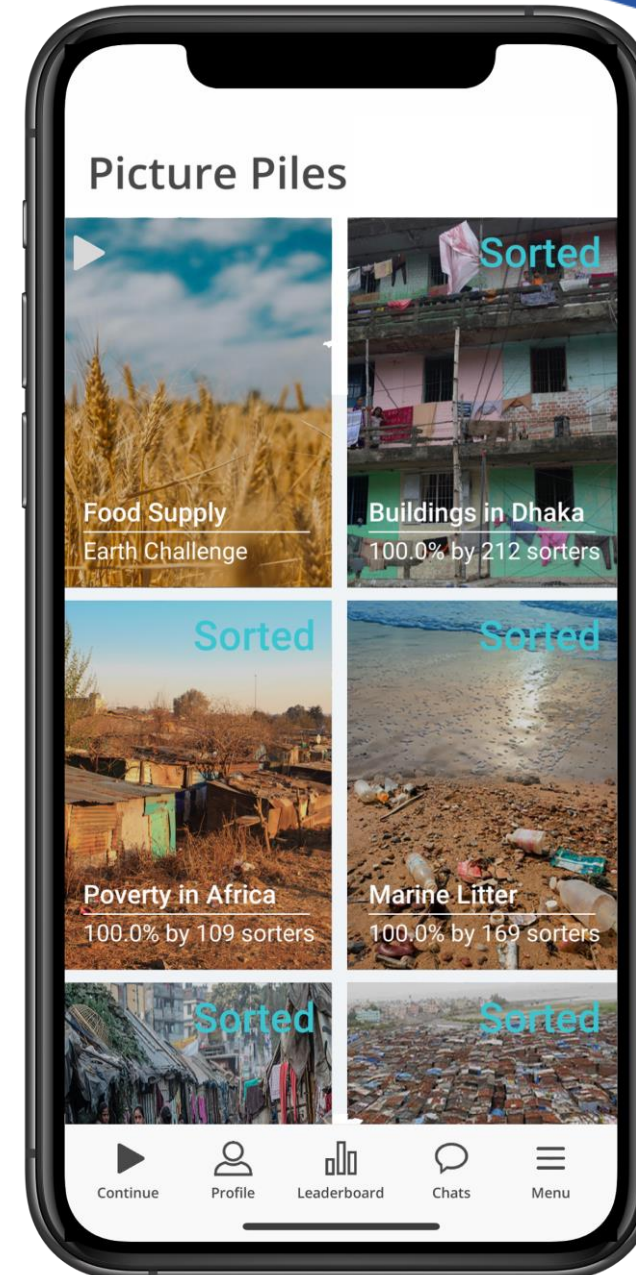 Picture Piles
Sorted
Food Supply
Earth Challenge
Buildings in Dhaka
100.0% by 212 sorters
Sorted
Sorted
Poverty in Africa
100.0% by 109 sorters
Marine Litter
100.0% by 169 sorters
Sorted
Sorted
Continue
Profile
Leaderboard
Chats
Menu